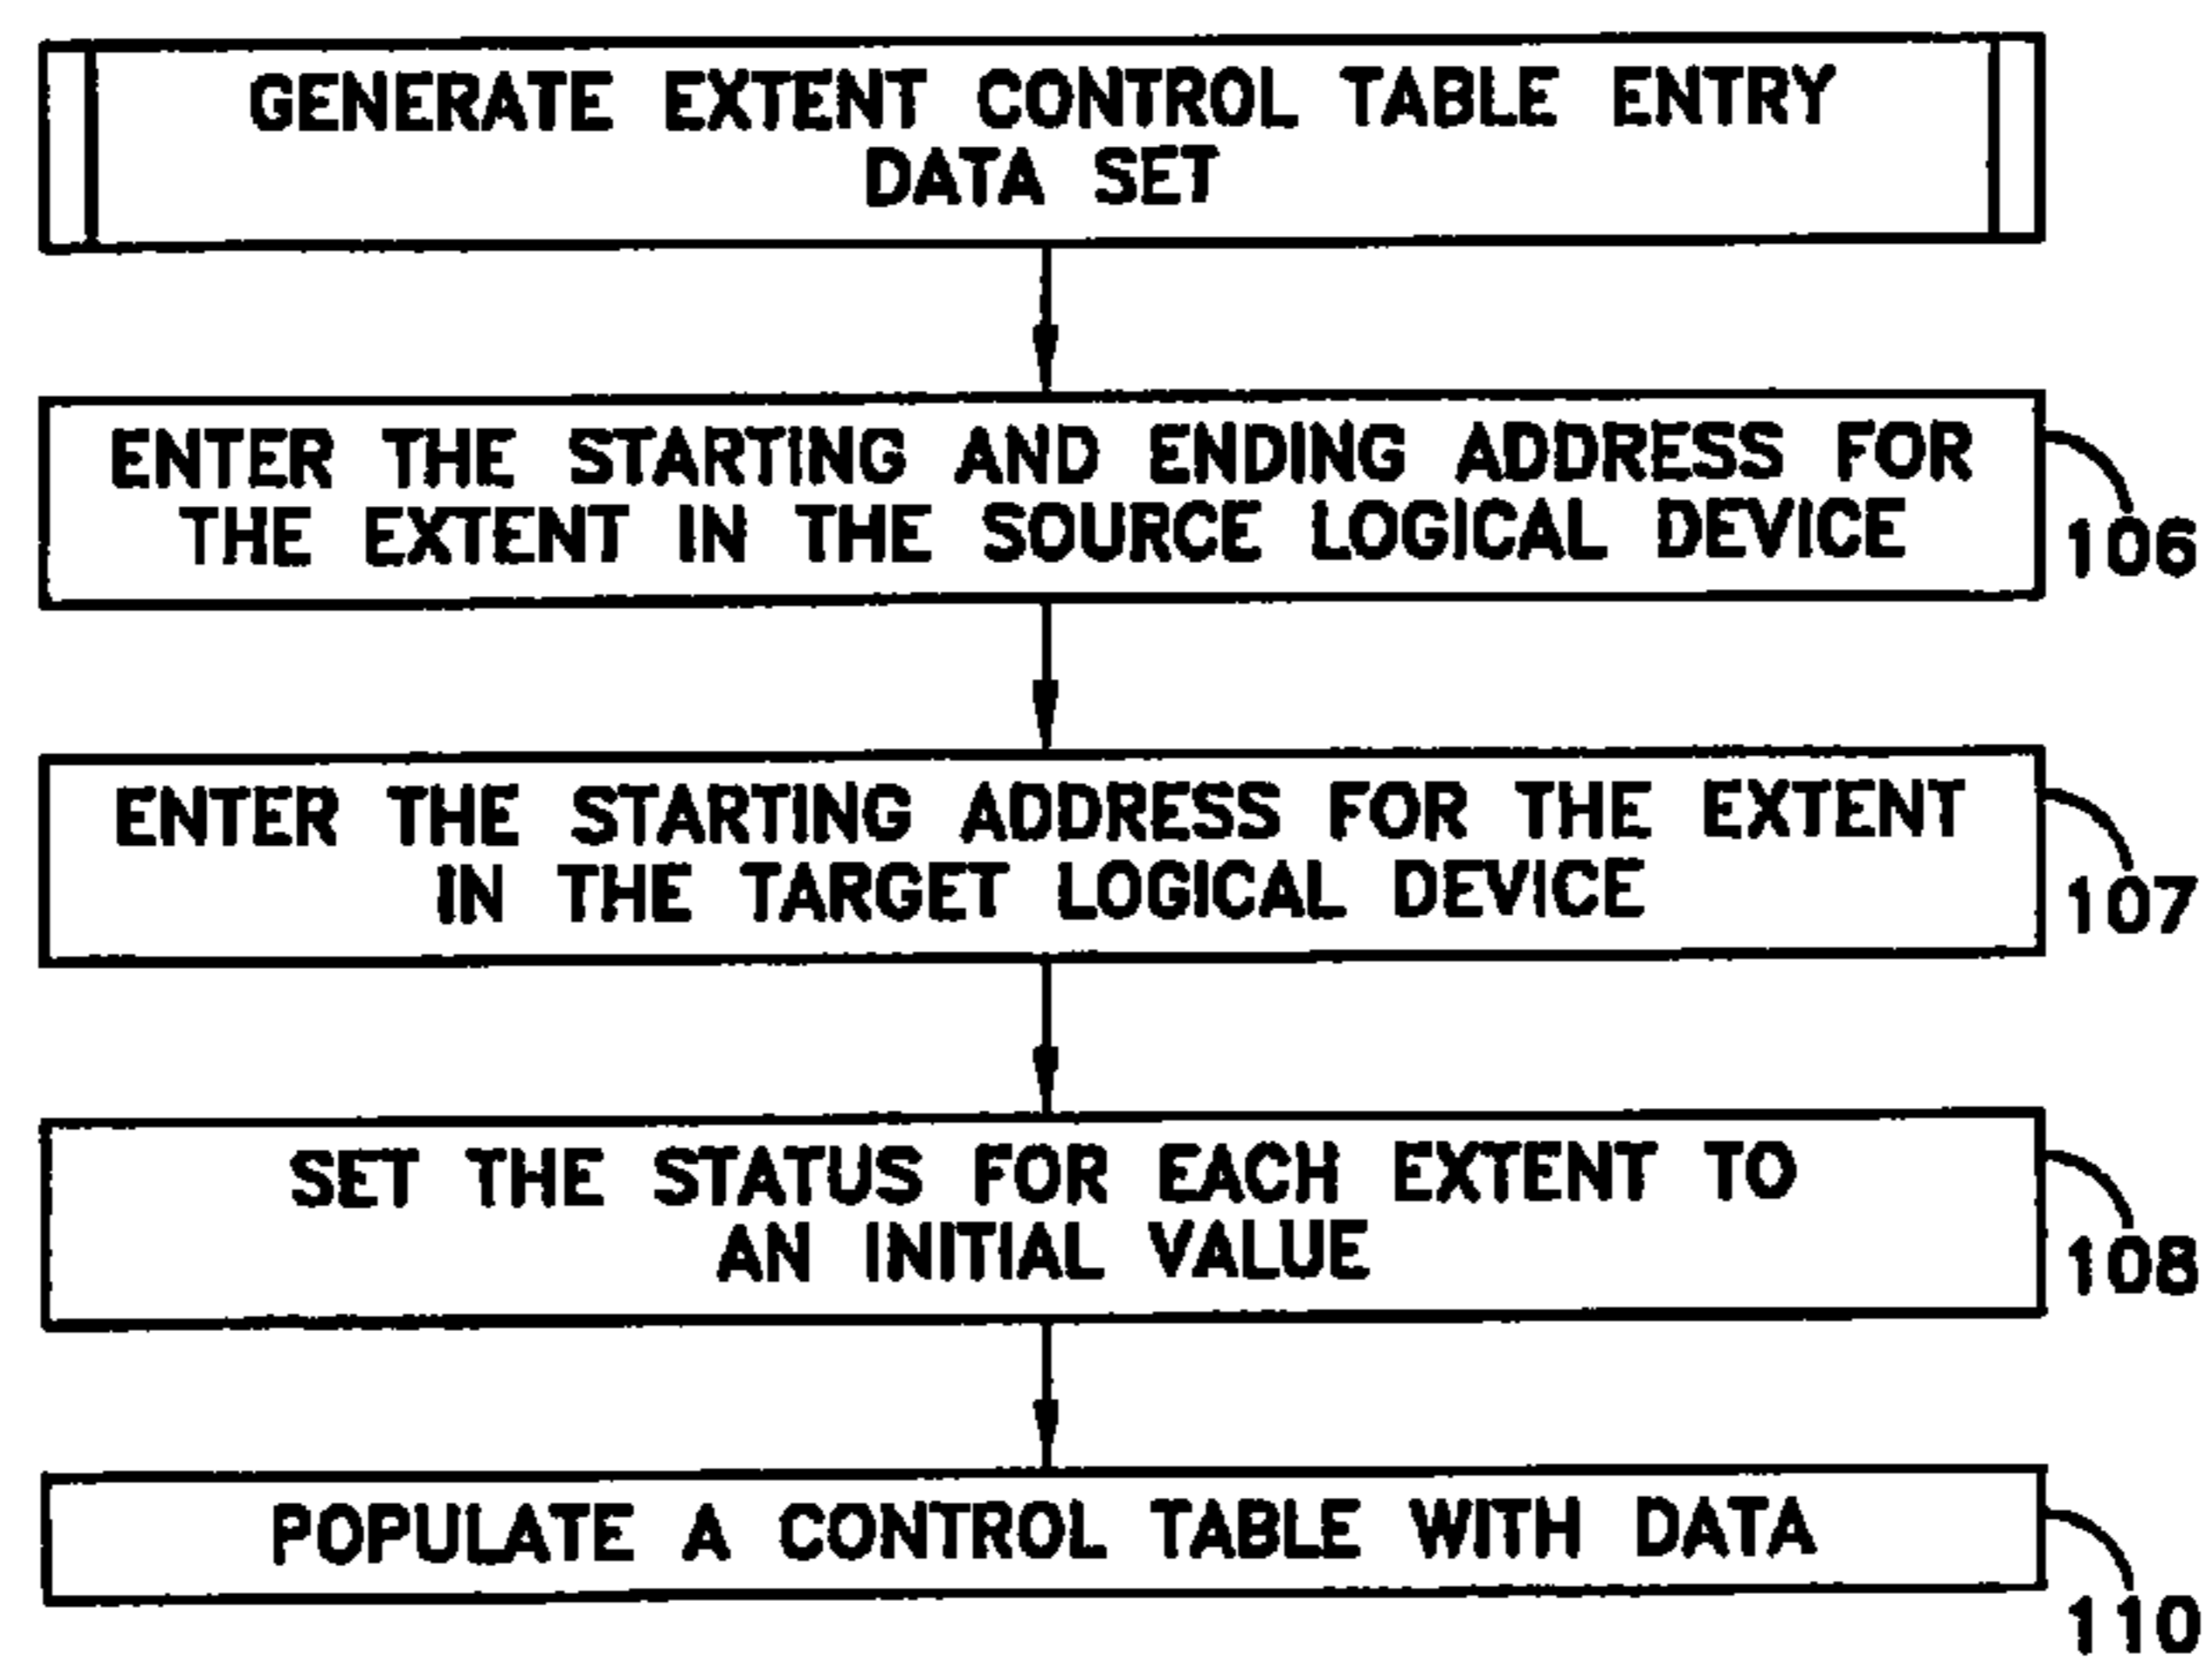 GENERATE EXTENT CONTROL TABLE ENTRY
DATA SET
ENTER THE STARTING AND ENDING ADDRESS FOR
THE EXTENT IN THE SOURCE LOGICAL DEVICE
106
ENTER THE STARTING ADDRESS FOR THE EXTENT
IN THE TARGET LOGICAL DEVICE
107
SET THE STATUS FOR EACH EXTENT TO
AN INITIAL VALUE
108
POPULATE A CONTROL TABLE WITH DATA
110